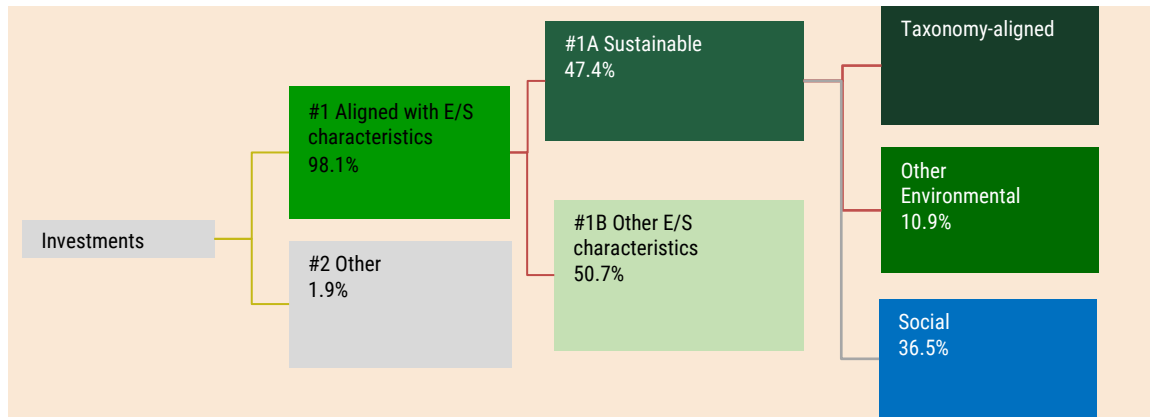 Investments
#1 Aligned with E/S
characteristics
98.1%
#2 Other
1.9%
#1A Sustainable
47.4%
#1B Other E/S
characteristics
50.7%
Taxonomy-aligned
Other
Environmental
10.9%
Social
36.5%